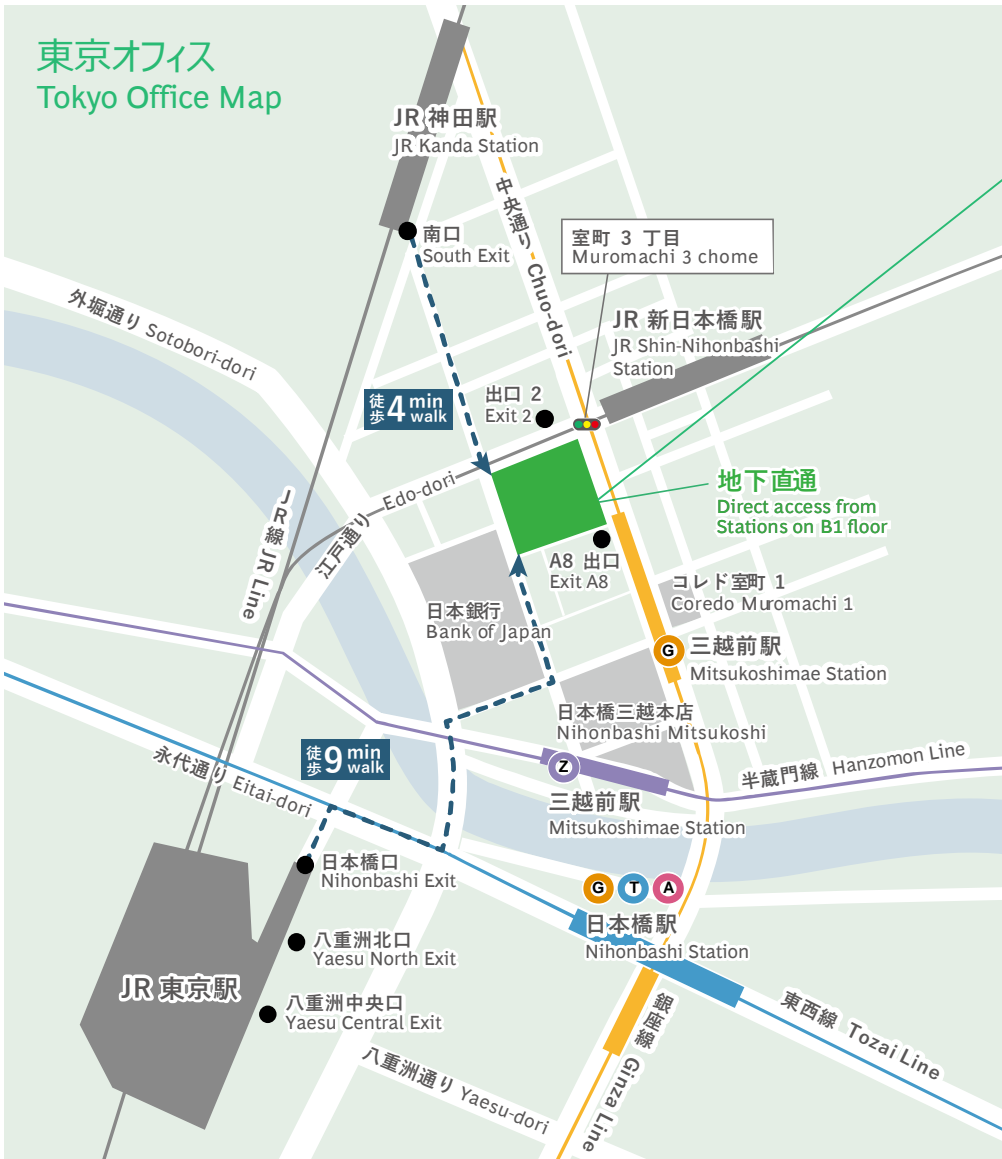 東京オフィス
Tokyo Office Map
JR 神田駅
JR Kanda Station
南口
South Exit
中央通り Chuo-dori
室町 3 丁目
Muromachi 3 chome
外堀通り Sotobori-dori
JR 新日本橋駅
JR Shin-Nihonbashi
Station
徒歩 4 min walk
出口 2
Exit 2
江戸通り Edo-dori
地下直通
Direct access from
Stations on B1 floor
JR線 JR Line
A8 出口
Exit A8
コレド室町 1
Coredo Muromachi 1
日本銀行
Bank of Japan
G
三越前駅
Mitsukoshimae Station
日本橋三越本店
Nihonbashi Mitsukoshi
徒歩 9 min walk
永代通り Eitai-dori
Z
三越前駅
Mitsukoshimae Station
半蔵門線 Hanzomon Line
日本橋口
Nihonbashi Exit
G T A
日本橋駅
Nihonbashi Station
八重洲北口
Yaesu North Exit
JR 東京駅
八重洲中央口
Yaesu Central Exit
八重洲通り Yaesu-dori
銀座線 Ginza Line
東西線 Tozai Line